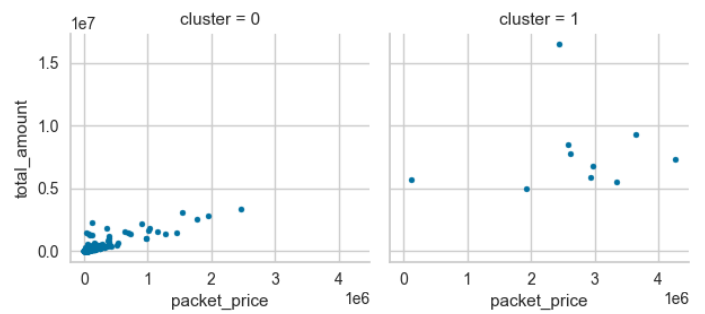 1e7
cluster = 0
cluster = 1
1.5
1.0
0.5
0.0
total_amount
0 1 2 3 4
1e6
packet_price
0 1 2 3 4
1e6
packet_price